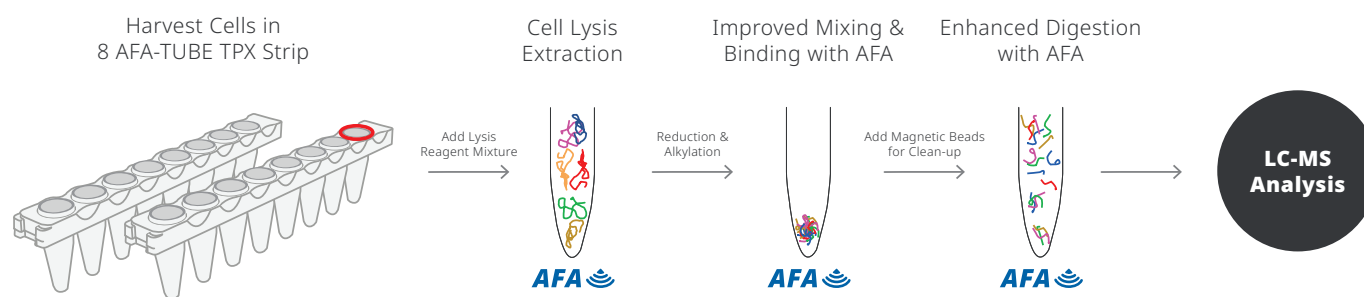 Harvest Cells in
8 AFA-TUBE TPX Strip
Add Lysis
Reagent Mixture
Cell Lysis
Extraction
AFA
Reduction &
Alkylation
Improved Mixing &
Binding with AFA
AFA
Add Magnetic Beads
for Clean-up
Enhanced Digestion
with AFA
AFA
LC-MS
Analysis